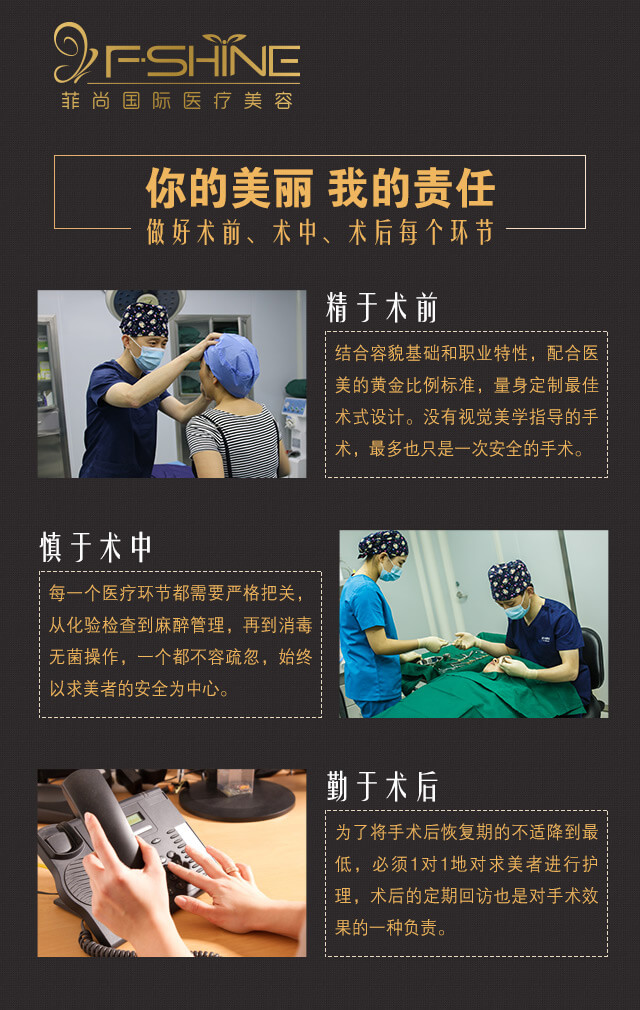 F·SHINE
菲尚国际医疗美容
你的美丽 我的责任
做好术前、术中、术后每个环节
精于术前
结合容貌基础和职业特性，配合医
美的黄金比例标准，量身定制最佳
术式设计。没有视觉美学指导的手
术，最多也只是一次安全的手术。
慎于术中
每一个医疗环节都需要严格把关，
从化验检查到麻醉管理，再到消毒
无菌操作，一个都不容疏忽，始终
以求美者的安全为中心。
勤于术后
为了将手术后恢复期的不适降到最
低，必须1对1地对求美者进行护
理，术后的定期回访也是对手术效
果的一种负责。